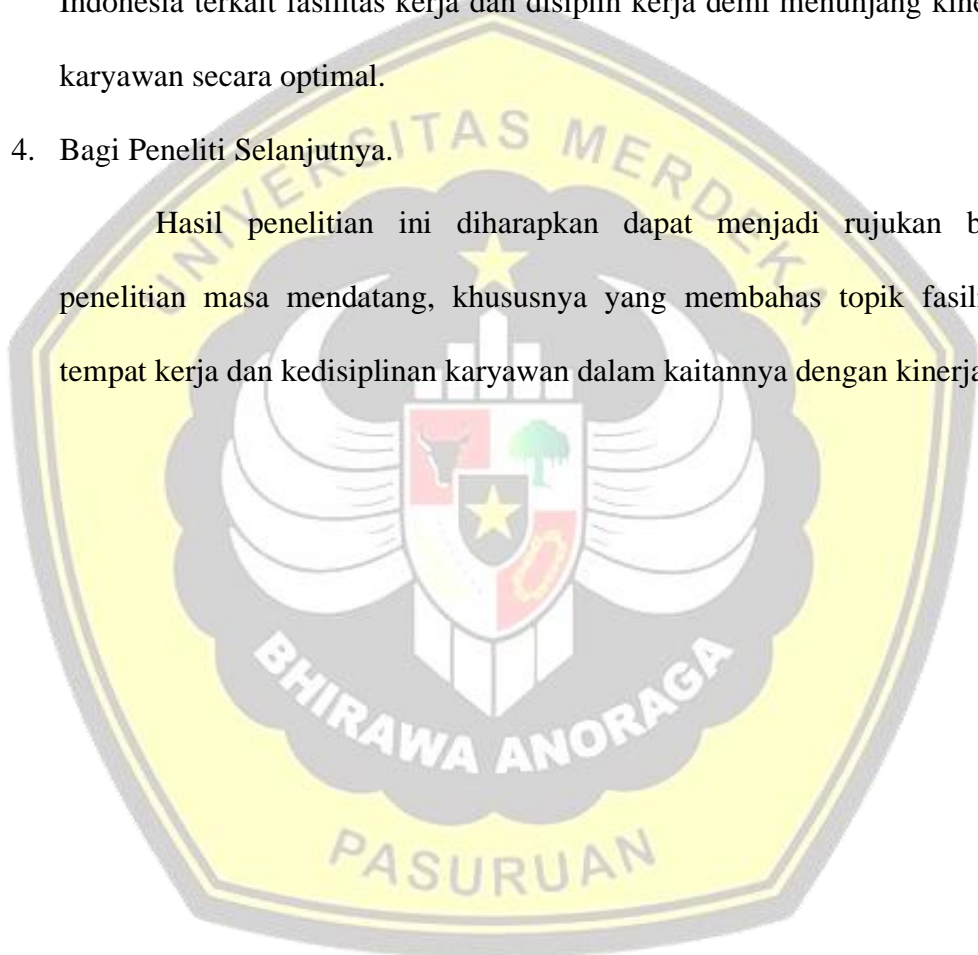 Indonesia terkait fasilitas kerja dan disiplin kerja demi menunjang
karyawan secara optimal.
4. Bagi Peneliti Selanjutnya.
Hasil penelitian ini diharapkan dapat menjadi rujukan
penelitian masa mendatang, khususnya yang membahas topik
tempat kerja dan kedisiplinan karyawan dalam kaitannya dengan kinerja
UNIVERSITAS MERDEKA
BHIRAWA ANORAGA
PASURUAN